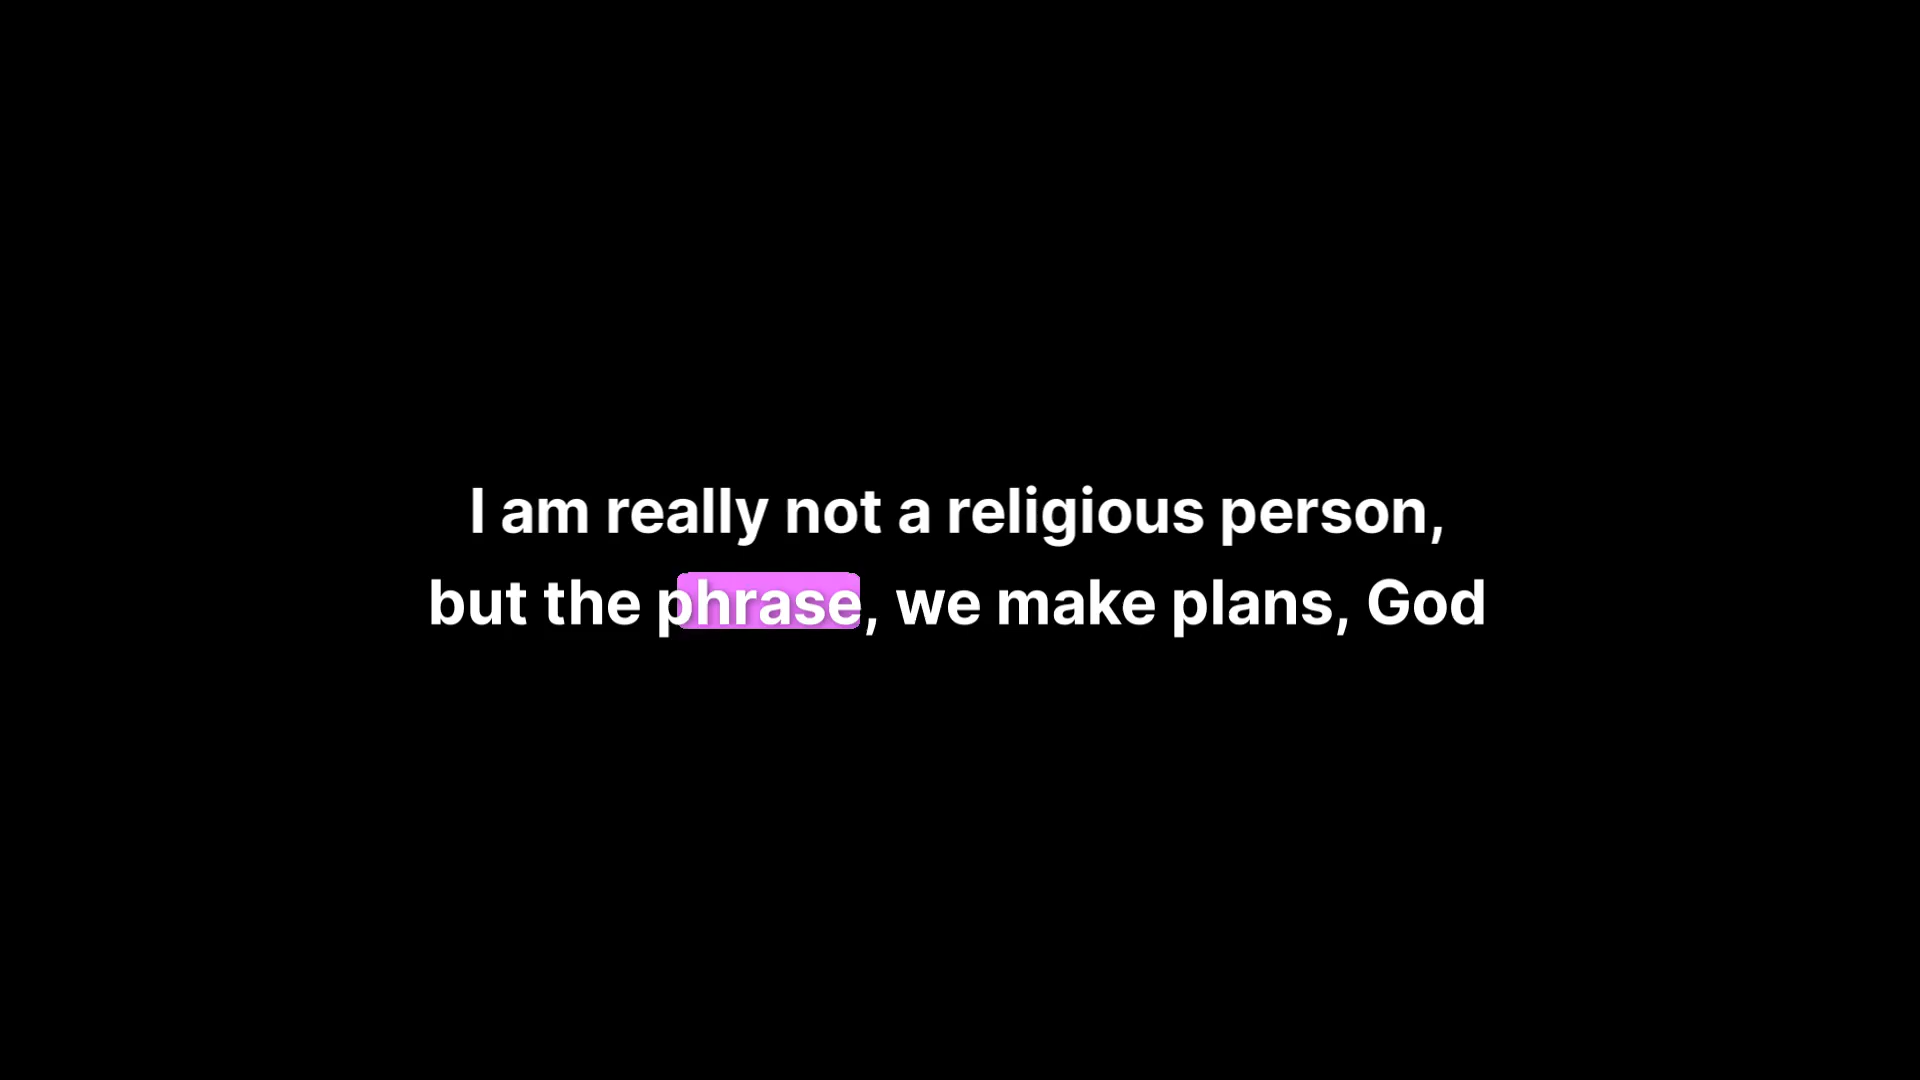 I am really not a religious person,
but the phrase, we make plans, God